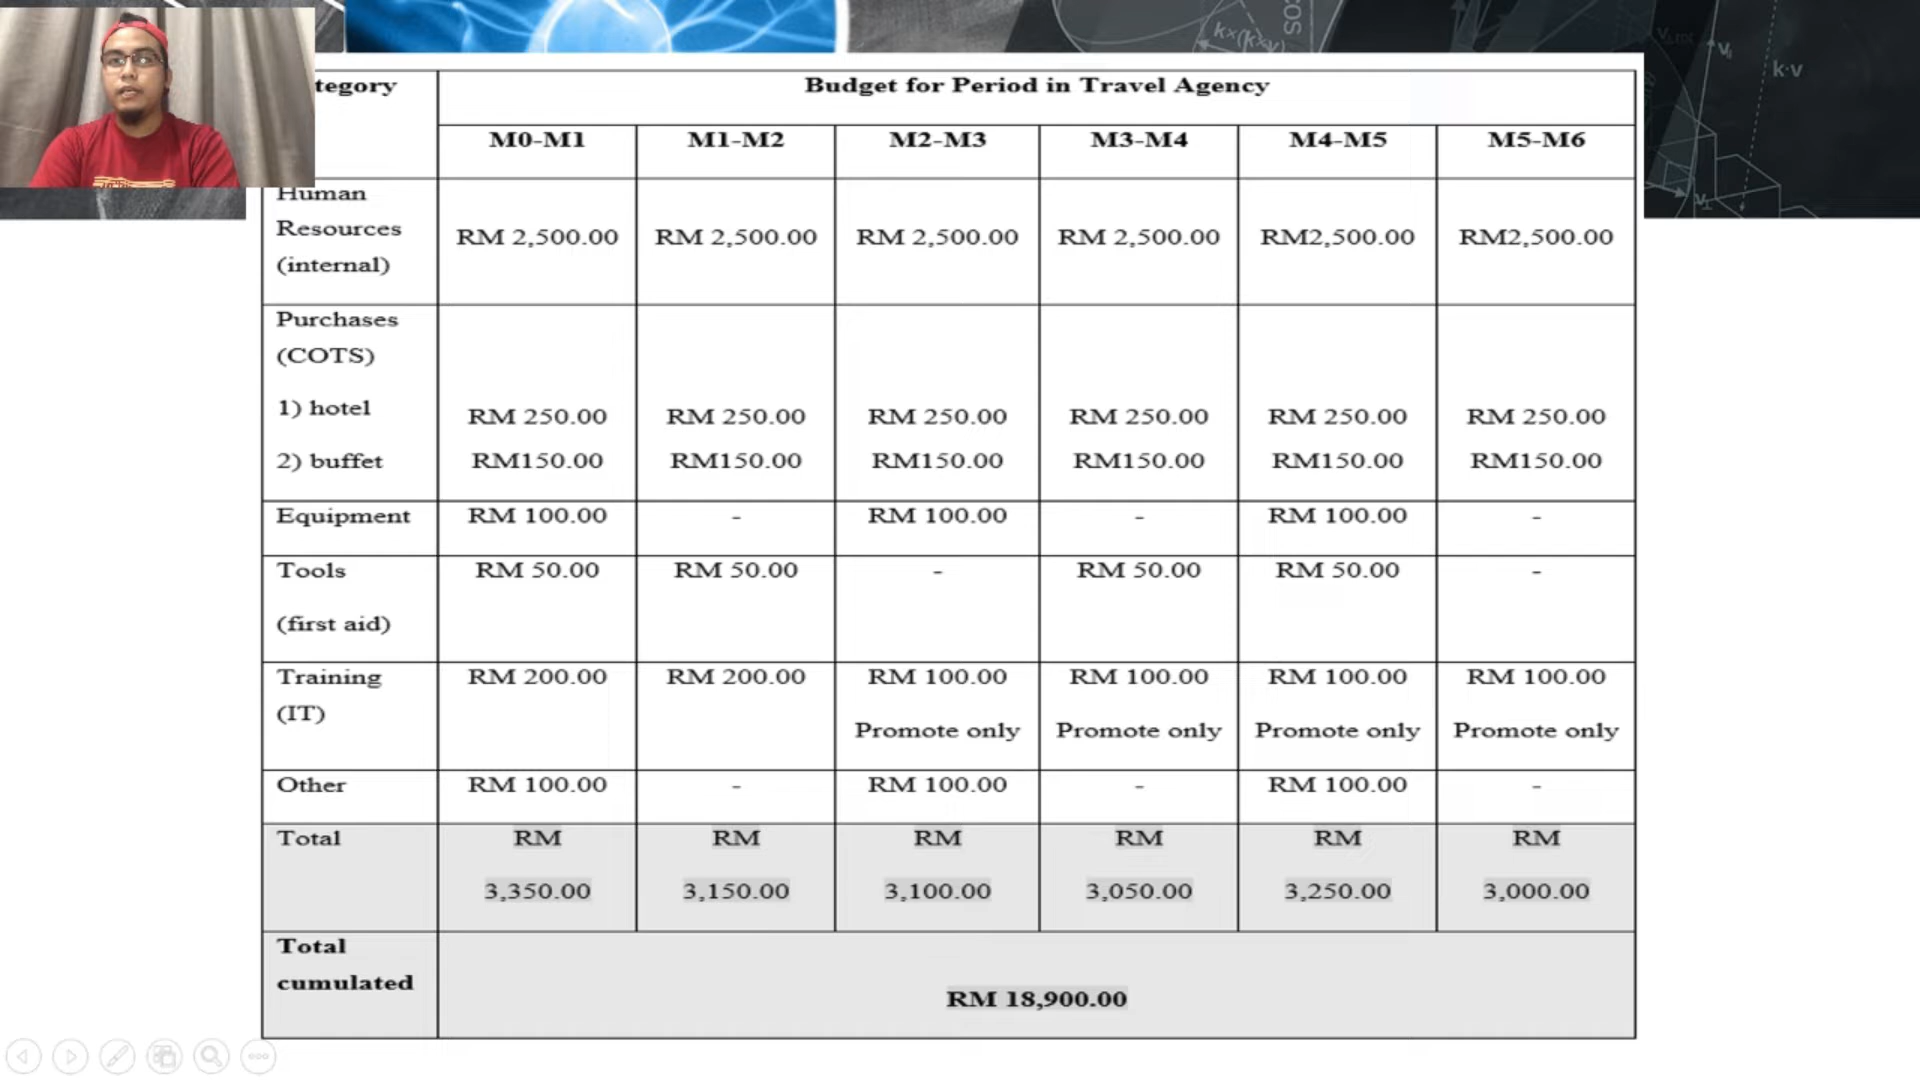 tegory
Budget for Period in Travel Agency
M0-M1 M1-M2 M2-M3 M3-M4 M4-M5 M5-M6
Human
Resources
(internal)
RM 2,500.00 RM 2,500.00 RM 2,500.00 RM 2,500.00 RM2,500.00 RM2,500.00
Purchases
(COTS)
1) hotel RM 250.00 RM 250.00 RM 250.00 RM 250.00 RM 250.00 RM 250.00
2) buffet RM150.00 RM150.00 RM150.00 RM150.00 RM150.00 RM150.00
Equipment RM 100.00 - RM 100.00 - RM 100.00 -
Tools RM 50.00 RM 50.00 - RM 50.00 RM 50.00 -
(first aid)
Training RM 200.00 RM 200.00 RM 100.00 RM 100.00 RM 100.00 RM 100.00
(IT)
Promote only Promote only Promote only Promote only
Other RM 100.00 - RM 100.00 - RM 100.00 -
Total RM RM RM RM RM RM
3,350.00 3,150.00 3,100.00 3,050.00 3,250.00 3,000.00
Total
cumulated
RM 18,900.00
COS
k×(k×v)
k·v